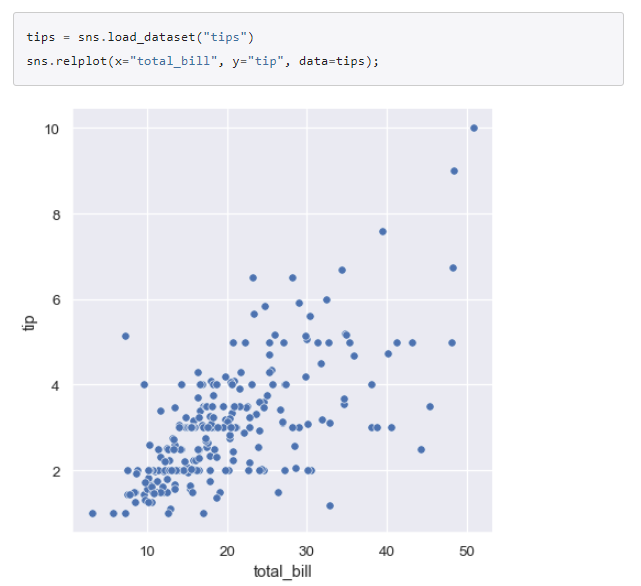 tips = sns.load_dataset("tips")
sns.relplot(x="total_bill", y="tip", data=tips);
10
8
6
4
2
tip
10 20 30 40 50
total_bill